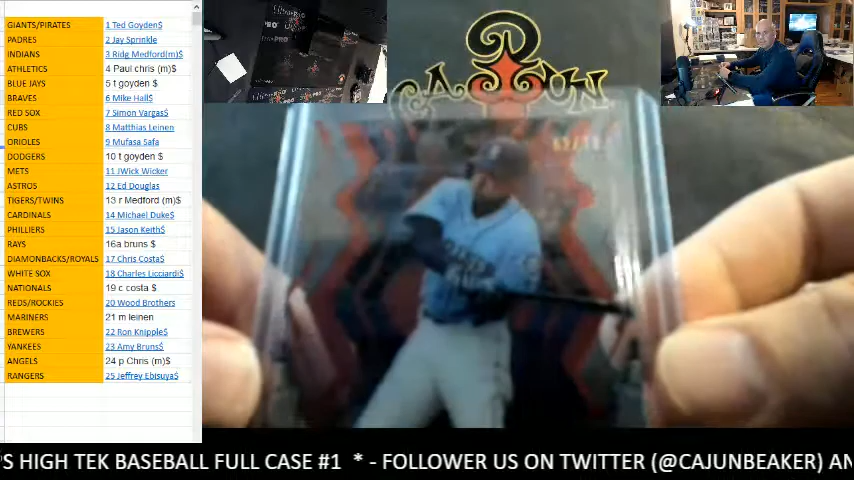 GIANTS/PIRATES 1 Ted Goyden$
PADRES 2 Jay Sprinkle
INDIANS 3 Ridg Medford(m)$
ATHLETICS 4 Paul chris (m)$
BLUE JAYS 5 t goyden $
BRAVES 6 Mike Hall$
RED SOX 7 Simon Vargas$
CUBS 8 Matthias Leinen
ORIOLES 9 Mufasa Safa
DODGERS 10 t goyden $
METS 11 JWick Wicker
ASTROS 12 Ed Douglas
TIGERS/TWINS 13 r Medford (m)$
CARDINALS 14 Michael Duke$
PHILLIERS 15 Jason Keith$
RAYS 16a bruns $
DIAMONBACKS/ROYALS 17 Chris Costa$
WHITE SOX 18 Charles Licciardi$
NATIONALS 19 c costa $
REDS/ROCKIES 20 Wood Brothers
MARINERS 21 m leinen
BREWERS 22 Ron Knipple$
YANKEES 23 Amy Bruns$
ANGELS 24 p Chris (m)$
RANGERS 25 Jeffrey Ebisuya$
CAJUN
'S HIGH TEK BASEBALL FULL CASE #1 * - FOLLOWER US ON TWITTER (@CAJUNBEAKER) AN